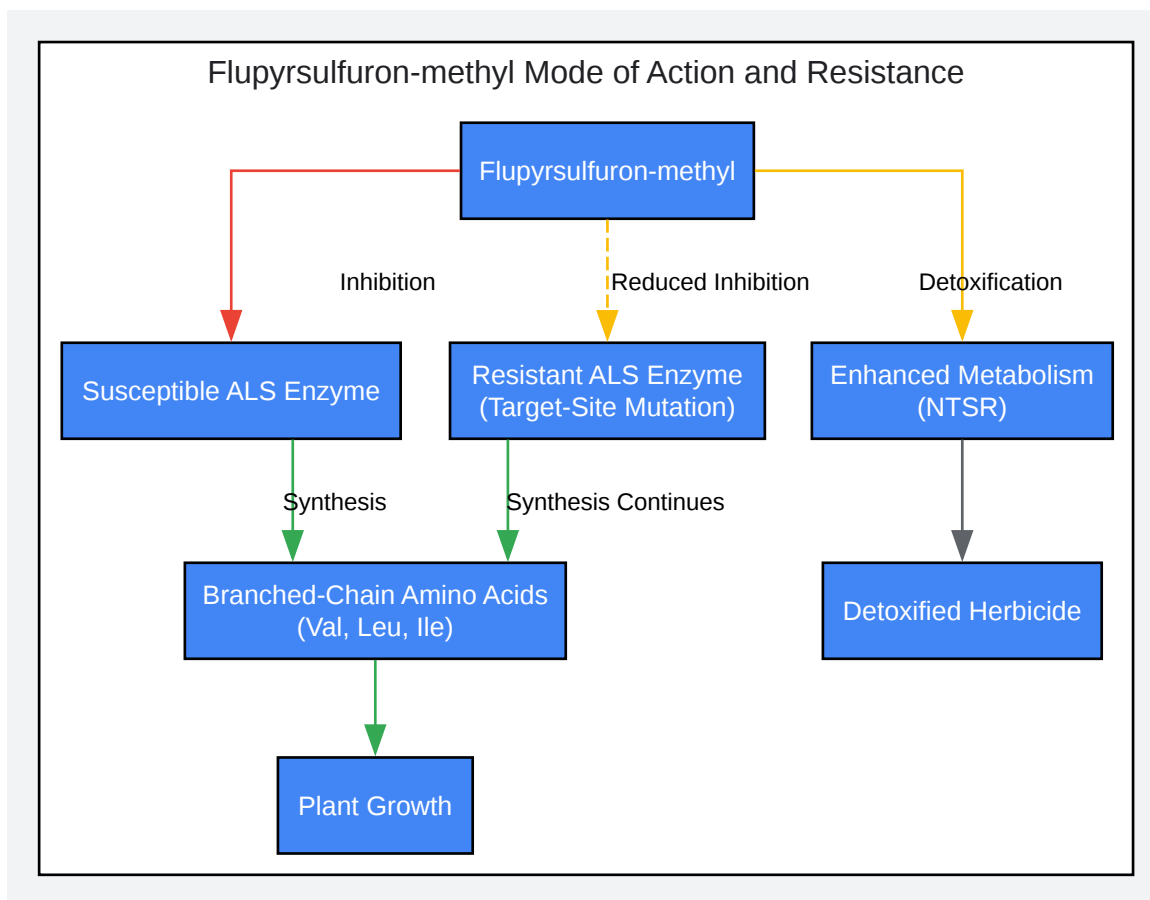 Flupyrsulfuron-methyl Mode of Action and Resistance
Flupyrsulfuron-methyl
Inhibition
Reduced Inhibition
Detoxification
Susceptible ALS Enzyme
Resistant ALS Enzyme
(Target-Site Mutation)
Enhanced Metabolism
(NTSR)
Synthesis
Synthesis Continues
Branched-Chain Amino Acids
(Val, Leu, Ile)
Detoxified Herbicide
Plant Growth